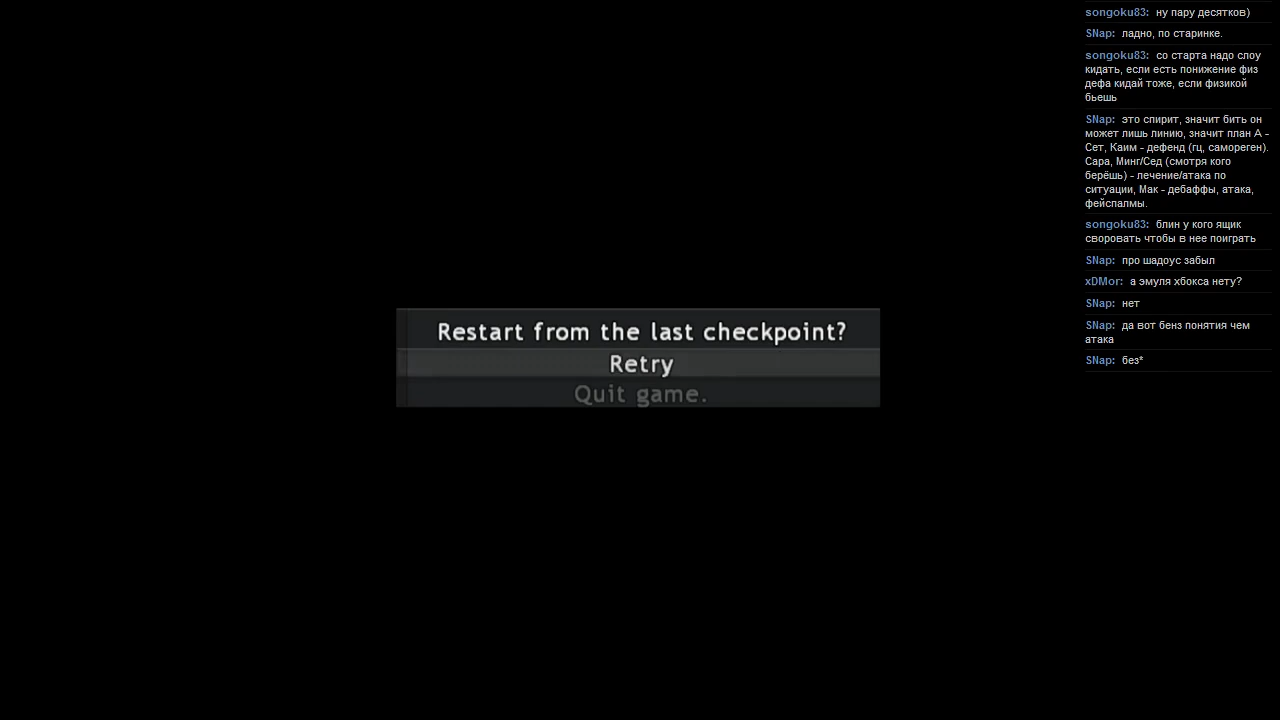 songoku83: ну пару десятков)
SNap: ладно, по старинке.
songoku83: со старта надо слоу
кидать, если есть понижение физ
дефа кидай тоже, если физикой
бьешь
SNap: это спирит, значит бить он
может лишь линию, значит план А -
Сет, Каим - дефенд (гц, самореген).
Сара, Минг/Сед (смотря кого
берёшь) - лечение/атака по
ситуации, Мак - дебаффы, атака,
фейспалмы.
songoku83: блин у кого ящик
своровать чтобы в нее поиграть
SNap: про шадоус забыл
xDMor: а эмуля хбокса нету?
SNap: нет
SNap: да вот бенз понятия чем
атака
SNap: без*
Restart from the last checkpoint?
Retry
Quit game.